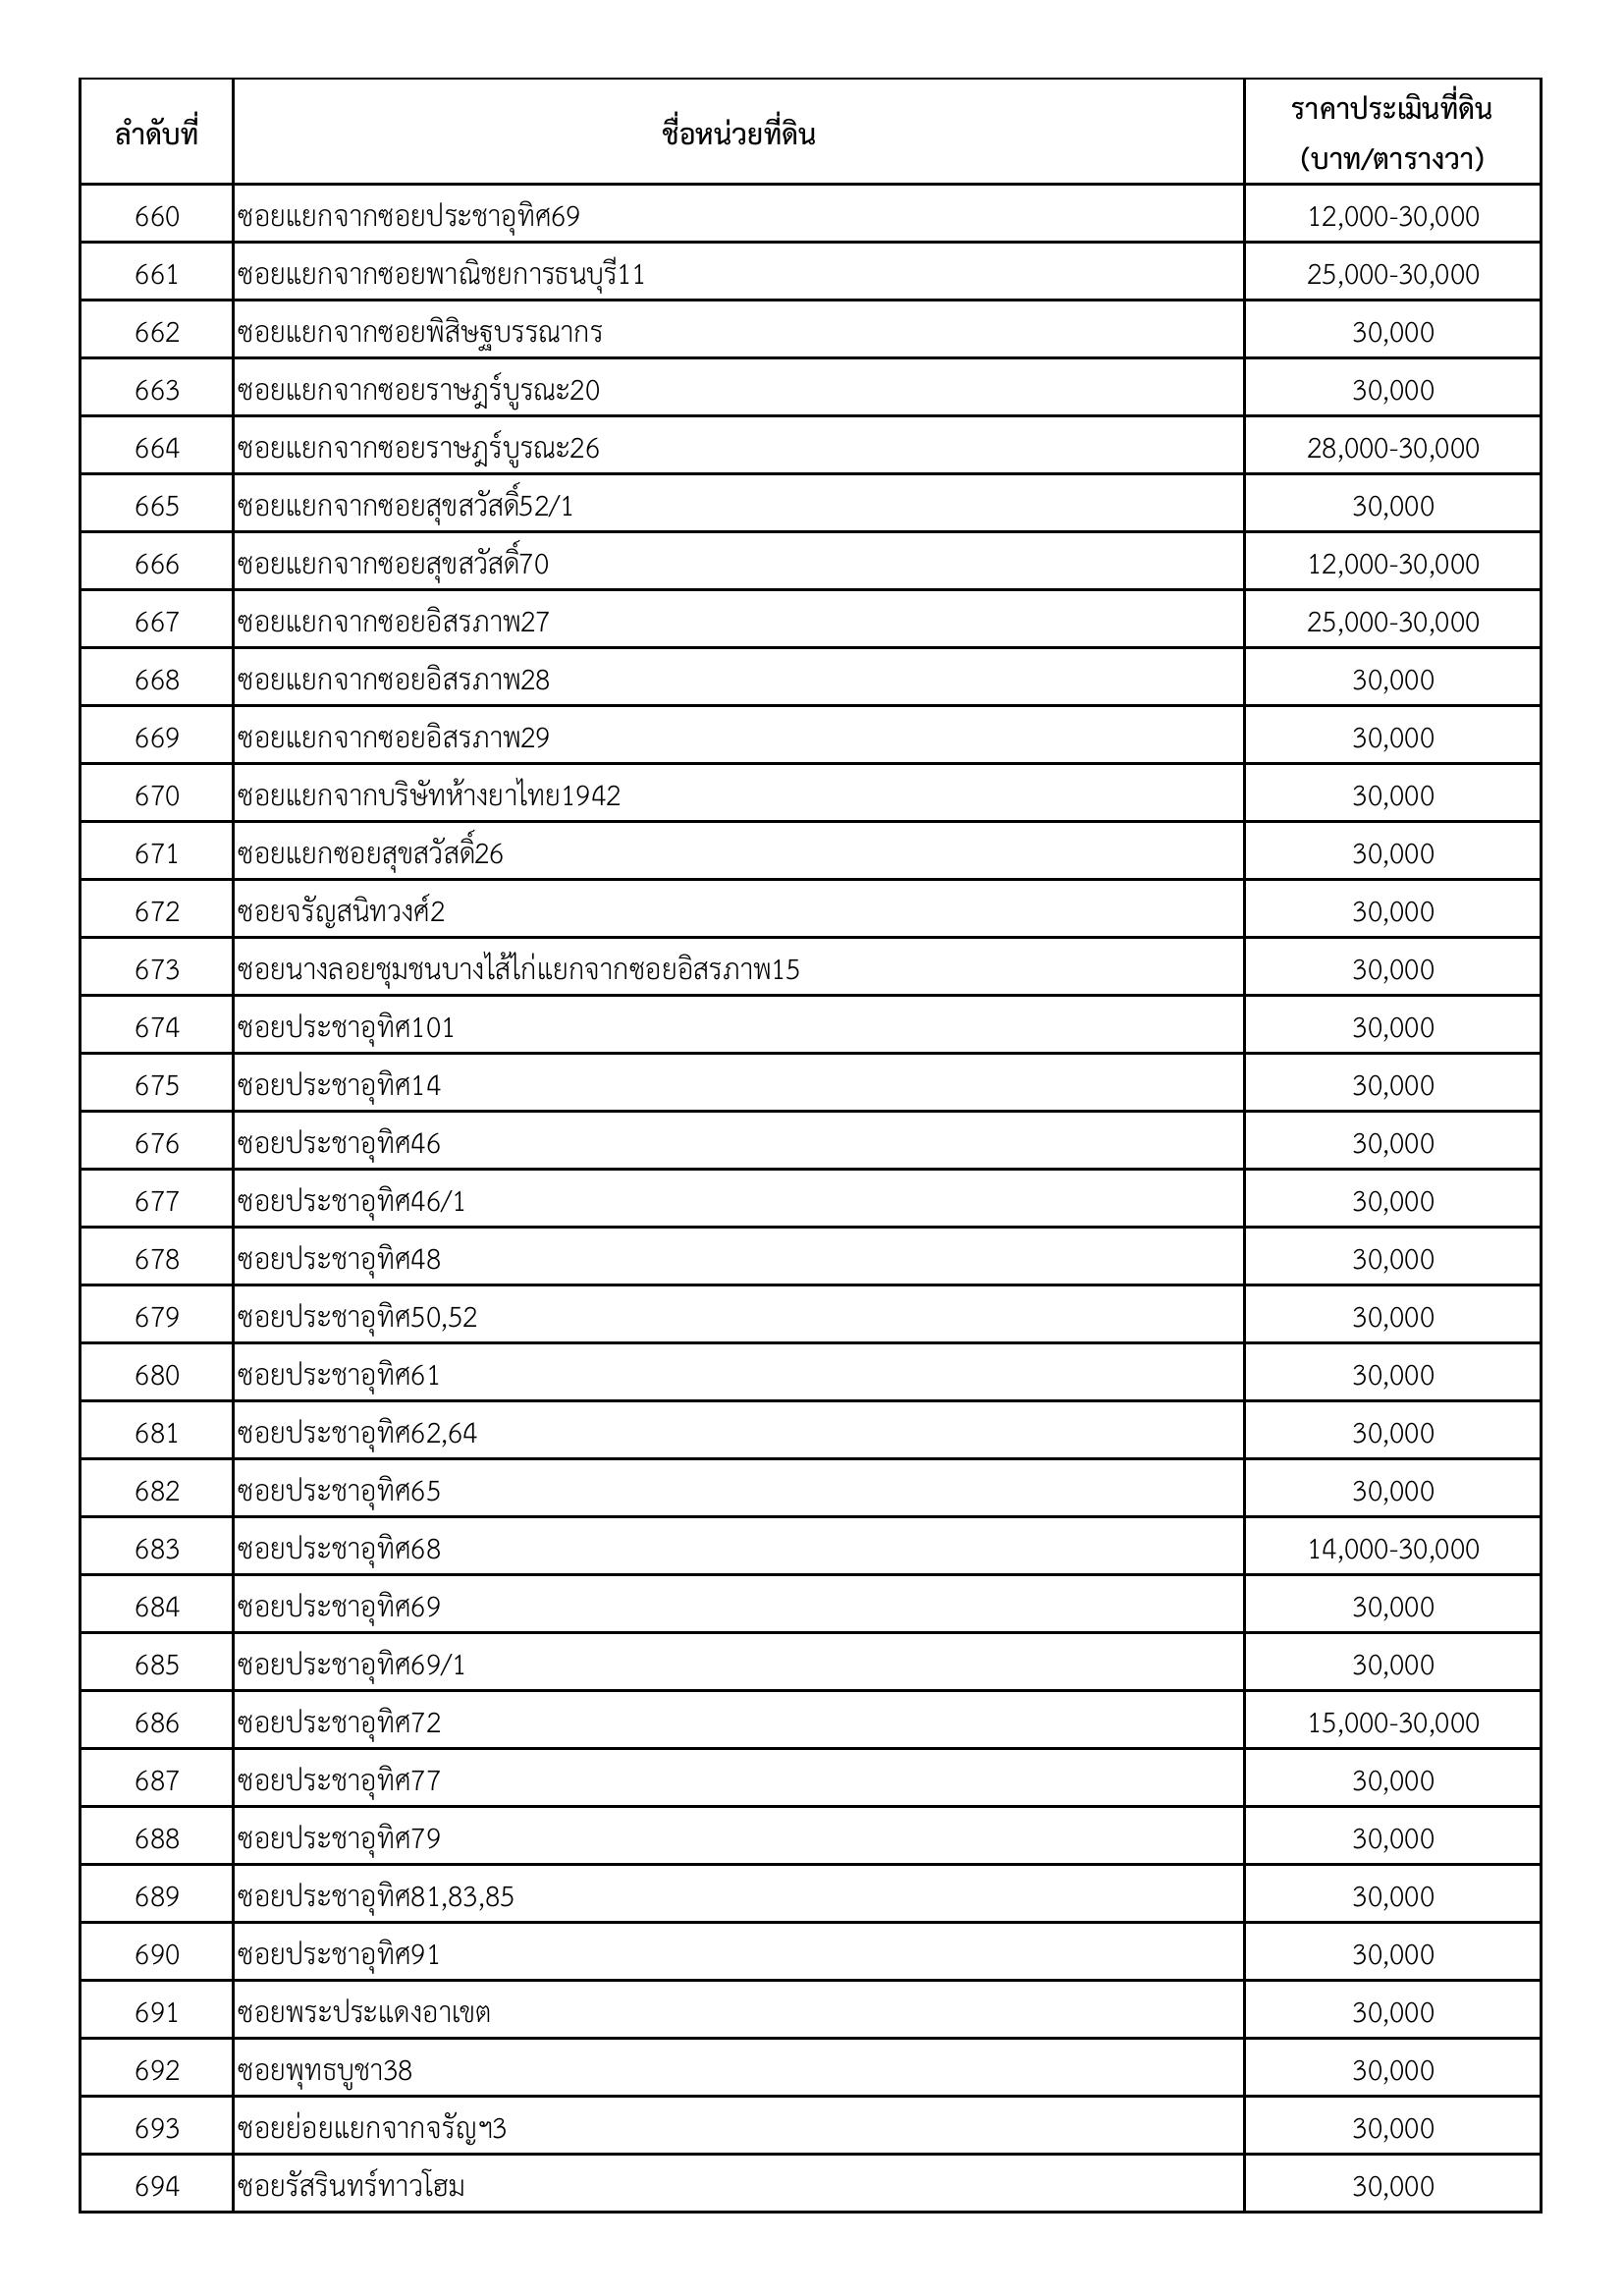 ลำดับที่ ชื่อหน่วยที่ดิน ราคาประเมินที่ดิน
(บาท/ตารางวา)
660 ซอยแยกจากซอยประชาอุทิศ69 12,000-30,000
661 ซอยแยกจากซอยพาณิชยการธนบุรี11 25,000-30,000
662 ซอยแยกจากซอยพิสิษฐบรรณากร 30,000
663 ซอยแยกจากซอยราษฎร์บูรณะ20 30,000
664 ซอยแยกจากซอยราษฎร์บูรณะ26 28,000-30,000
665 ซอยแยกจากซอยสุขสวัสดิ์52/1 30,000
666 ซอยแยกจากซอยสุขสวัสดิ์70 12,000-30,000
667 ซอยแยกจากซอยอิสรภาพ27 25,000-30,000
668 ซอยแยกจากซอยอิสรภาพ28 30,000
669 ซอยแยกจากซอยอิสรภาพ29 30,000
670 ซอยแยกจากบริษัทห้างยาไทย1942 30,000
671 ซอยแยกซอยสุขสวัสดิ์26 30,000
672 ซอยจรัญสนิทวงศ์2 30,000
673 ซอยนางลอยชุมชนบางไส้ไก่แยกจากซอยอิสรภาพ15 30,000
674 ซอยประชาอุทิศ101 30,000
675 ซอยประชาอุทิศ14 30,000
676 ซอยประชาอุทิศ46 30,000
677 ซอยประชาอุทิศ46/1 30,000
678 ซอยประชาอุทิศ48 30,000
679 ซอยประชาอุทิศ50,52 30,000
680 ซอยประชาอุทิศ61 30,000
681 ซอยประชาอุทิศ62,64 30,000
682 ซอยประชาอุทิศ65 30,000
683 ซอยประชาอุทิศ68 14,000-30,000
684 ซอยประชาอุทิศ69 30,000
685 ซอยประชาอุทิศ69/1 30,000
686 ซอยประชาอุทิศ72 15,000-30,000
687 ซอยประชาอุทิศ77 30,000
688 ซอยประชาอุทิศ79 30,000
689 ซอยประชาอุทิศ81,83,85 30,000
690 ซอยประชาอุทิศ91 30,000
691 ซอยพระประแดงอาเขต 30,000
692 ซอยพุทธบูชา38 30,000
693 ซอยย่อยแยกจากจรัญฯ3 30,000
694 ซอยรัสรินทร์ทาวโฮม 30,000